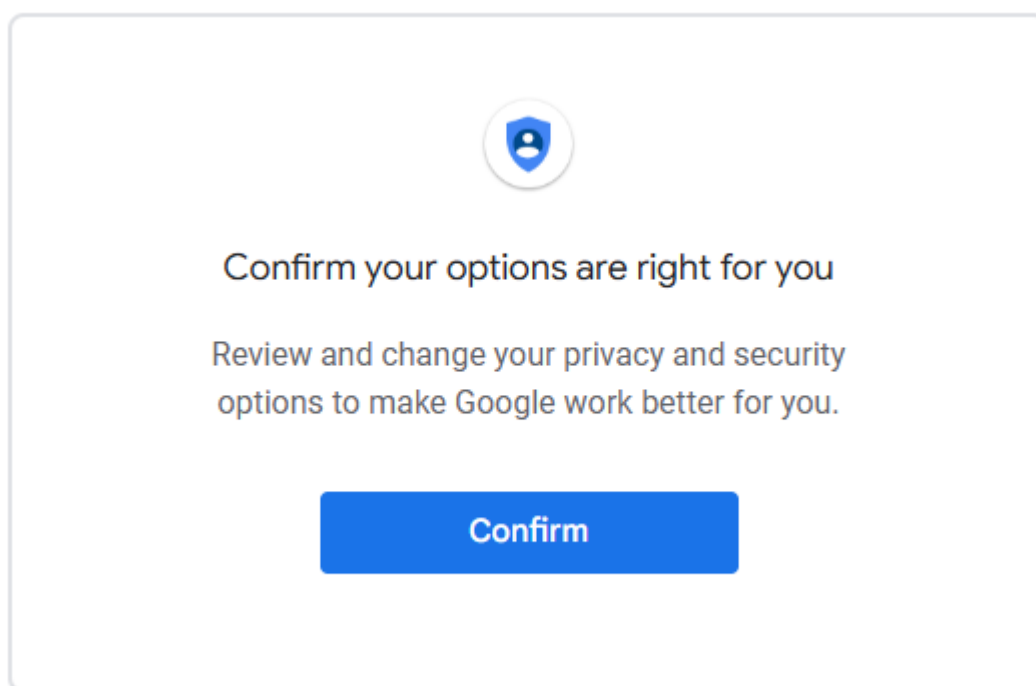 Confirm your options are right for you
Review and change your privacy and security
options to make Google work better for you.
Confirm